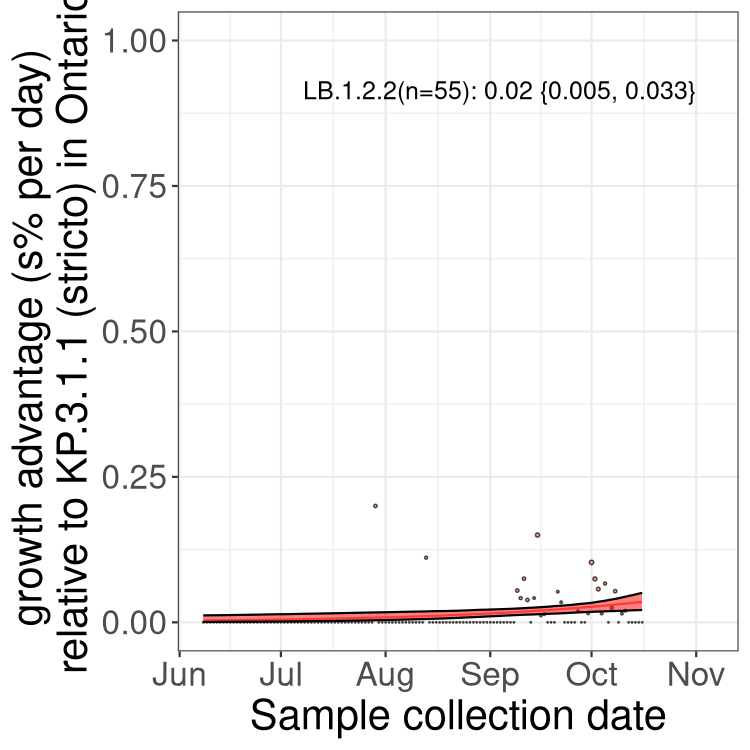 growth advantage (s% per day)
relative to KP.3.1.1 (stricto) in Ontario
1.00
0.75
0.50
0.25
0.00
LB.1.2.2(n=55): 0.02 {0.005, 0.033}
Jun Jul Aug Sep Oct Nov
Sample collection date